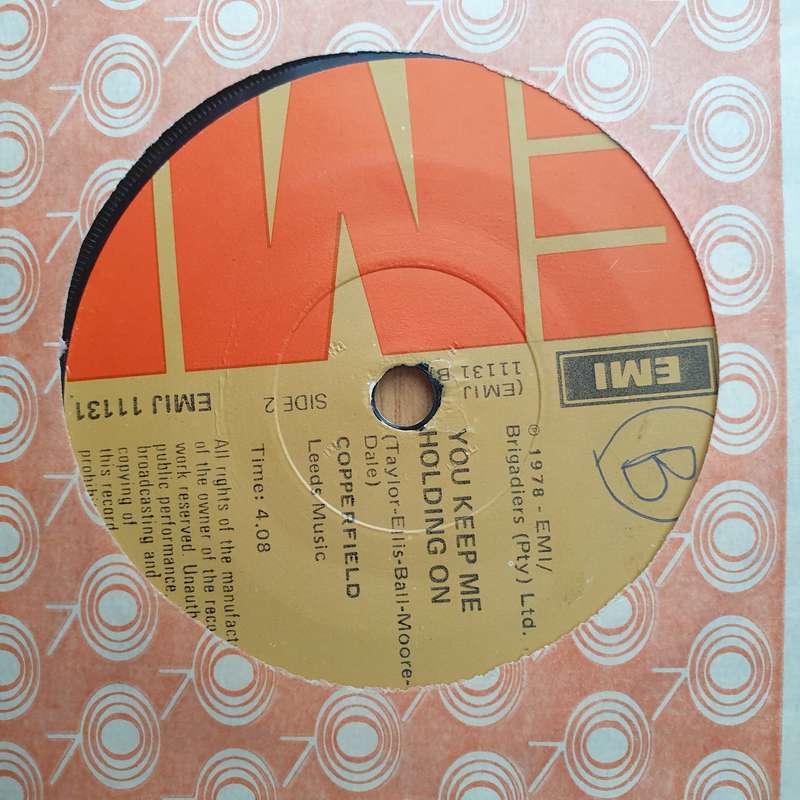 EMI
EMI
B
℗ 1978 - EMI/
Brigadiers (Pty) Ltd.
(EMIJ
11131 B)
YOU KEEP ME
HOLDING ON
(Taylor-Ellis-Ball-Moore-
Dale)
COPPERFIELD
Leeds Music
SIDE 2
Time: 4.08
EMIJ 11131
All rights of the manufact
of the owner of the reco
work reserved. Unauth
public performance
broadcasting and
copying of
this record
prohib